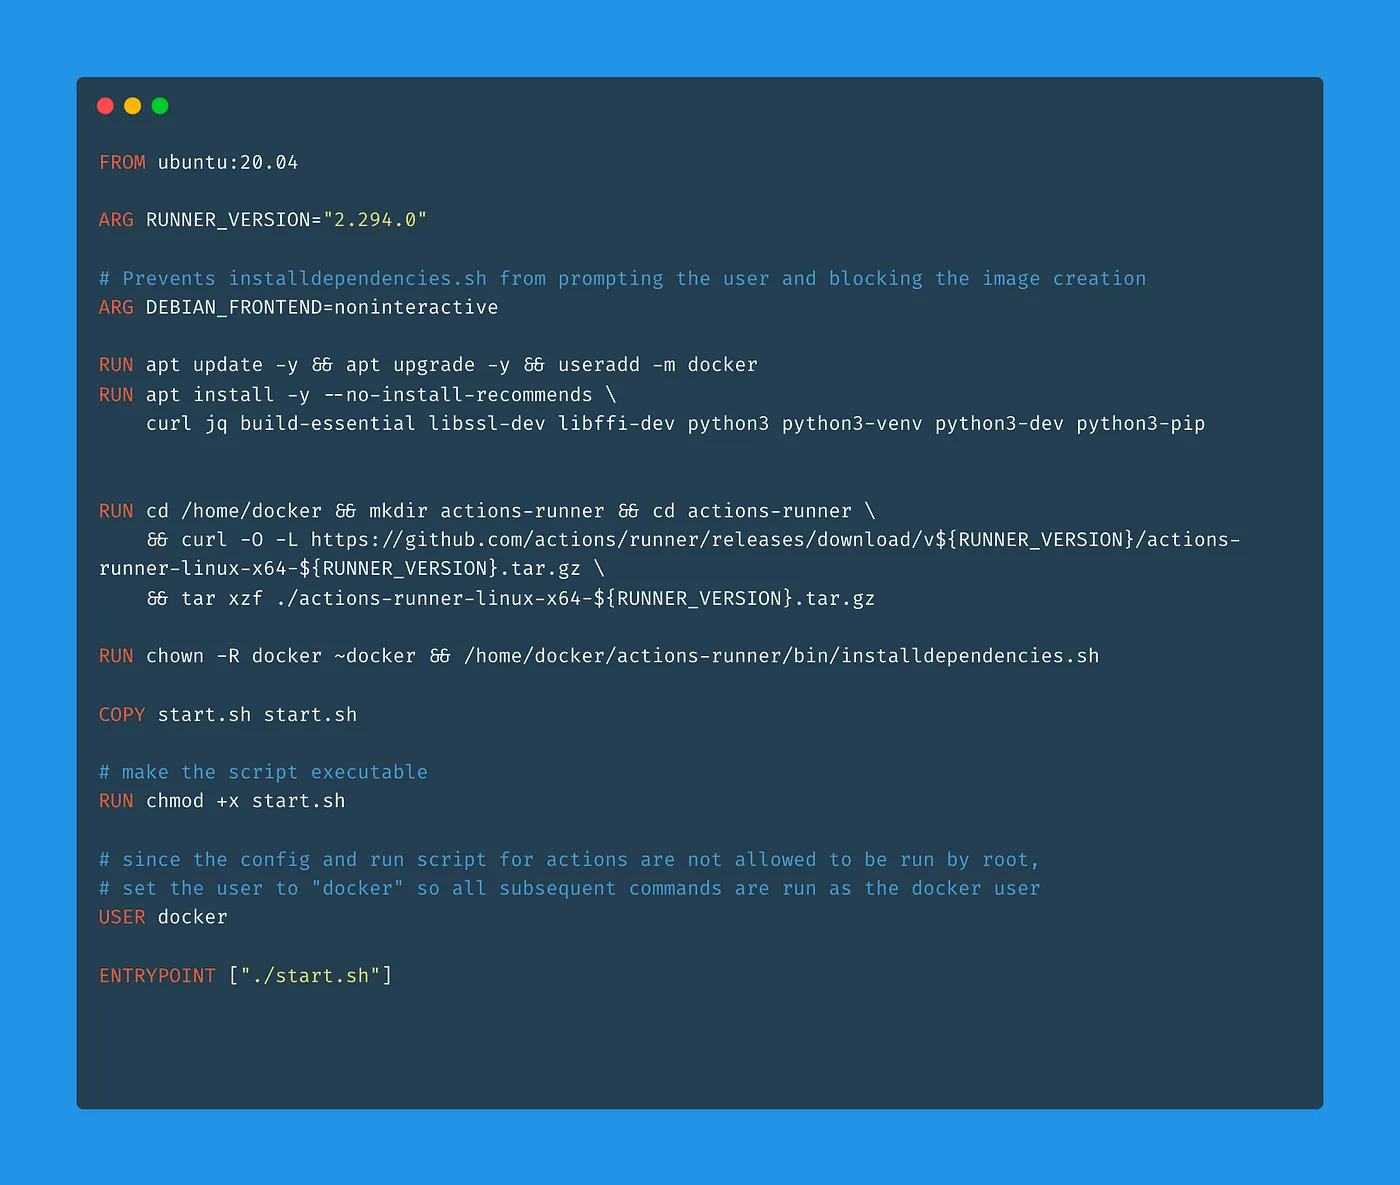 FROM ubuntu:20.04
ARG RUNNER_VERSION="2.294.0"
# Prevents installdependencies.sh from prompting the user and blocking the image creation
ARG DEBIAN_FRONTEND=noninteractive
RUN apt update -y && apt upgrade -y && useradd -m docker
RUN apt install -y --no-install-recommends \
    curl jq build-essential libssl-dev libffi-dev python3 python3-venv python3-dev python3-pip
RUN cd /home/docker && mkdir actions-runner && cd actions-runner \
    && curl -O -L https://github.com/actions/runner/releases/download/v${RUNNER_VERSION}/actions-
runner-linux-x64-${RUNNER_VERSION}.tar.gz \
    && tar xzf ./actions-runner-linux-x64-${RUNNER_VERSION}.tar.gz
RUN chown -R docker ~docker && /home/docker/actions-runner/bin/installdependencies.sh
COPY start.sh start.sh
# make the script executable
RUN chmod +x start.sh
# since the config and run script for actions are not allowed to be run by root,
# set the user to "docker" so all subsequent commands are run as the docker user
USER docker
ENTRYPOINT ["./start.sh"]